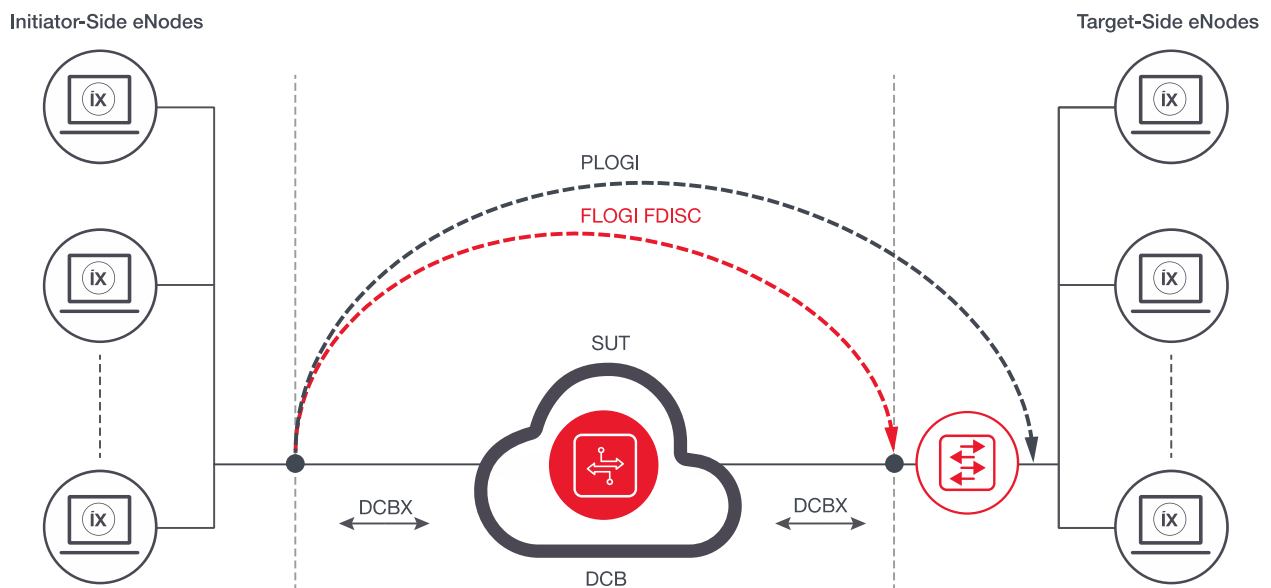 Initiator-Side eNodes
Target-Side eNodes
iX
iX
PLOGI
FLOGI FDISC
iX
iX
SUT
DCBX
DCBX
iX
iX
DCB